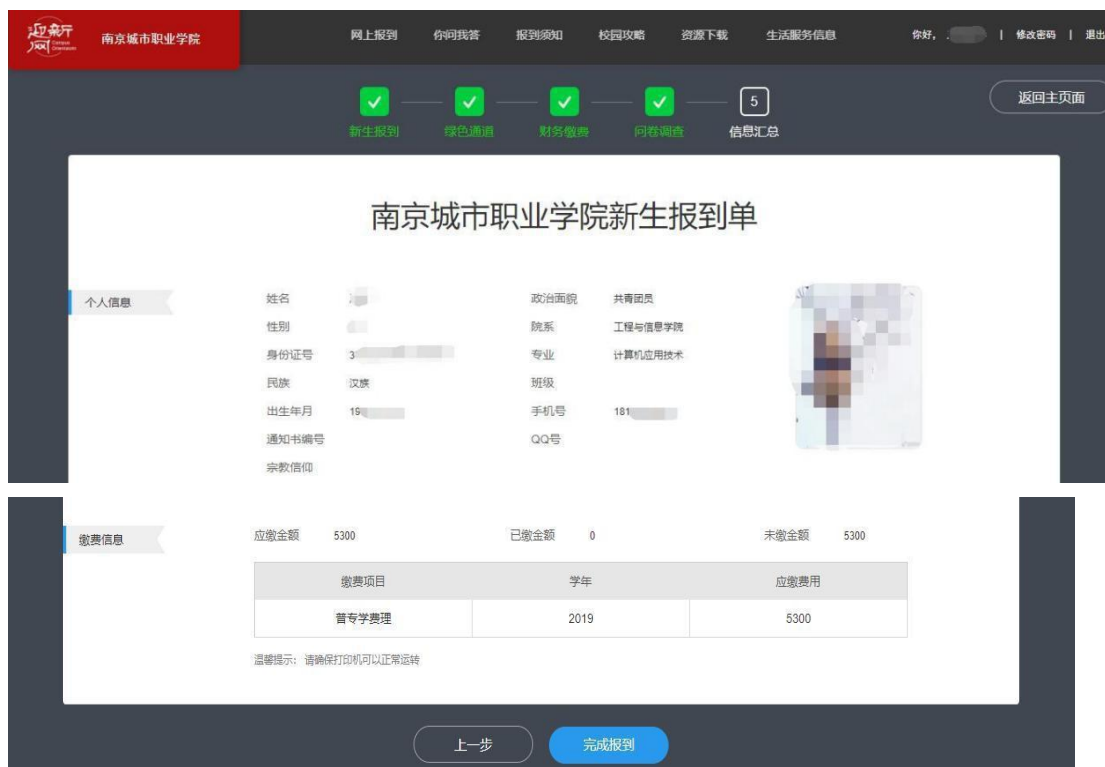 迎新厅 南京城市职业学院 网上报到 你问我答 报到须知 校园攻略 资源下载 生活服务信息 你好, | 修改密码 | 退出
返回主页面
5
新生报到 绿色通道 财务缴费 问卷调查 信息汇总
南京城市职业学院新生报到单
个人信息
姓名 政治面貌 共青团员
性别 院系 工程与信息学院
身份证号 3 专业 计算机应用技术
民族 汉族 班级
出生年月 19 手机号 181
通知书编号 QQ号
宗教信仰
缴费信息
应缴金额 5300 已缴金额 0 未缴金额 5300
缴费项目 学年 应缴费用
普专学费理 2019 5300
温馨提示: 请确保打印机可以正常运转
上一步 完成报到